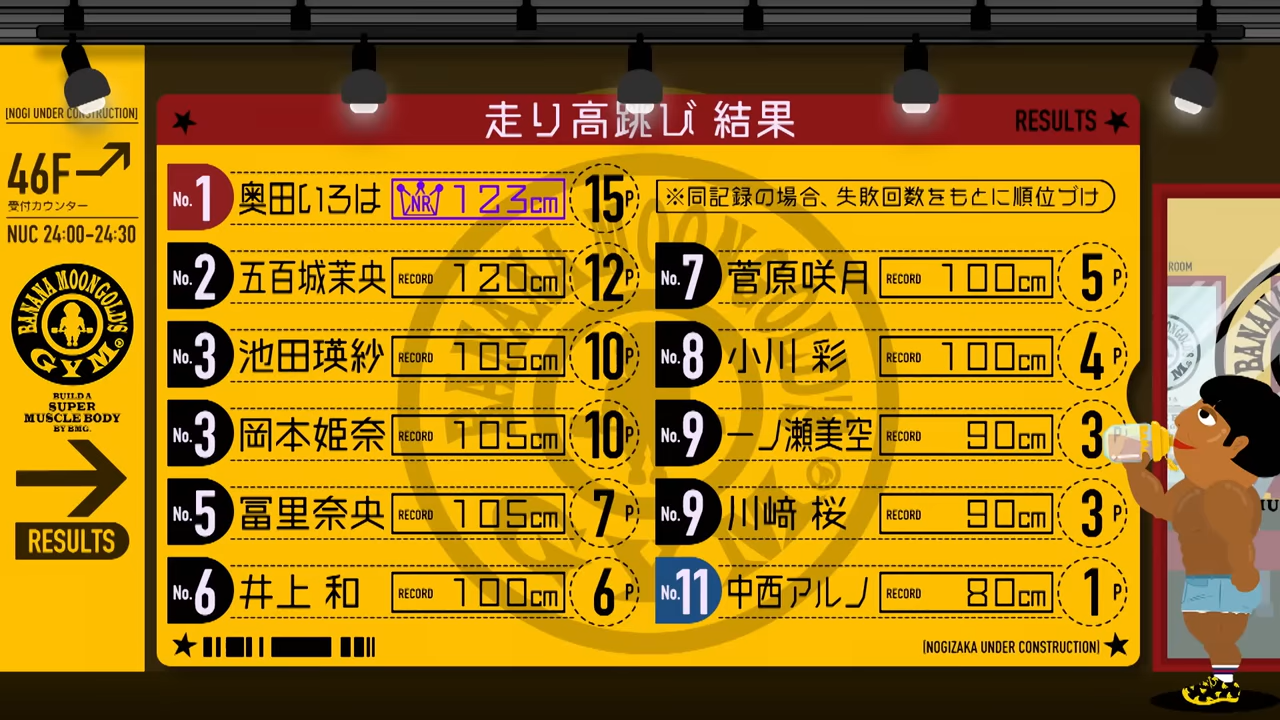 [NOGI UNDER CONSTRUCTION]
46F
受付カウンター
NUC 24:00-24:30
BANANA MOONGOLD'S
GYM
BUILD A
SUPER
MUSCLE BODY
BY BMG.
RESULTS
走り高跳び 結果
RESULTS
No.1 奥田いろは NR 123cm 15P
No.2 五百城茉央 RECORD 120cm 12P
No.3 池田瑛紗 RECORD 105cm 10P
No.3 岡本姫奈 RECORD 105cm 10P
No.5 冨里奈央 RECORD 105cm 7P
No.6 井上 和 RECORD 100cm 6P
※同記録の場合、失敗回数をもとに順位づけ
No.7 菅原咲月 RECORD 100cm 5P
No.8 小川 彩 RECORD 100cm 4P
No.9 一ノ瀬美空 RECORD 90cm 3
No.9 川﨑 桜 RECORD 90cm 3P
No.11 中西アルノ RECORD 80cm 1P
[NOGIZAKA UNDER CONSTRUCTION]
ROOM